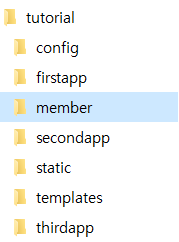 tutorial
config
firstapp
member
secondapp
static
templates
thirdapp